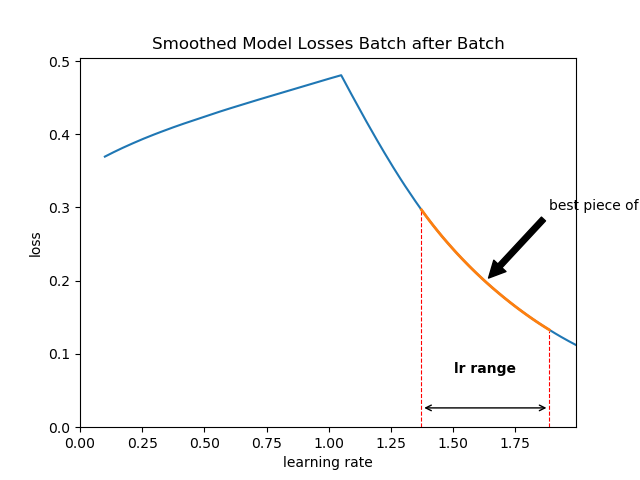 Smoothed Model Losses Batch after Batch
0.5
0.4
0.3
0.2
0.1
0.0
loss
best piece of
lr range
0.00 0.25 0.50 0.75 1.00 1.25 1.50 1.75
learning rate